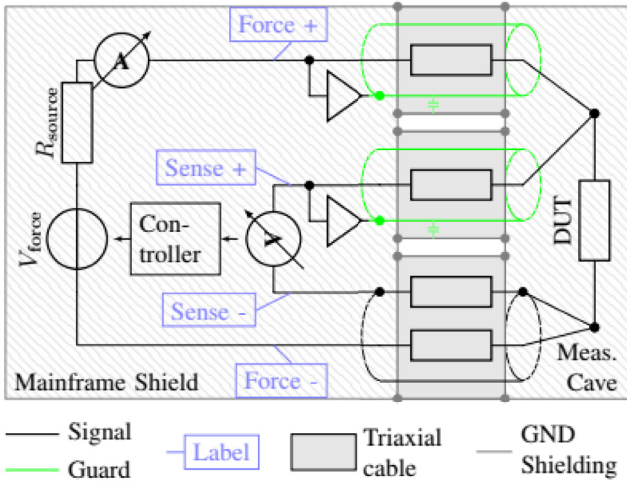 Force +
A
R_source
Sense +
V_force
Con-
troller
V
DUT
Sense -
Mainframe Shield
Force -
Meas.
Cave
Signal
Guard
Label
Triaxial
cable
GND
Shielding